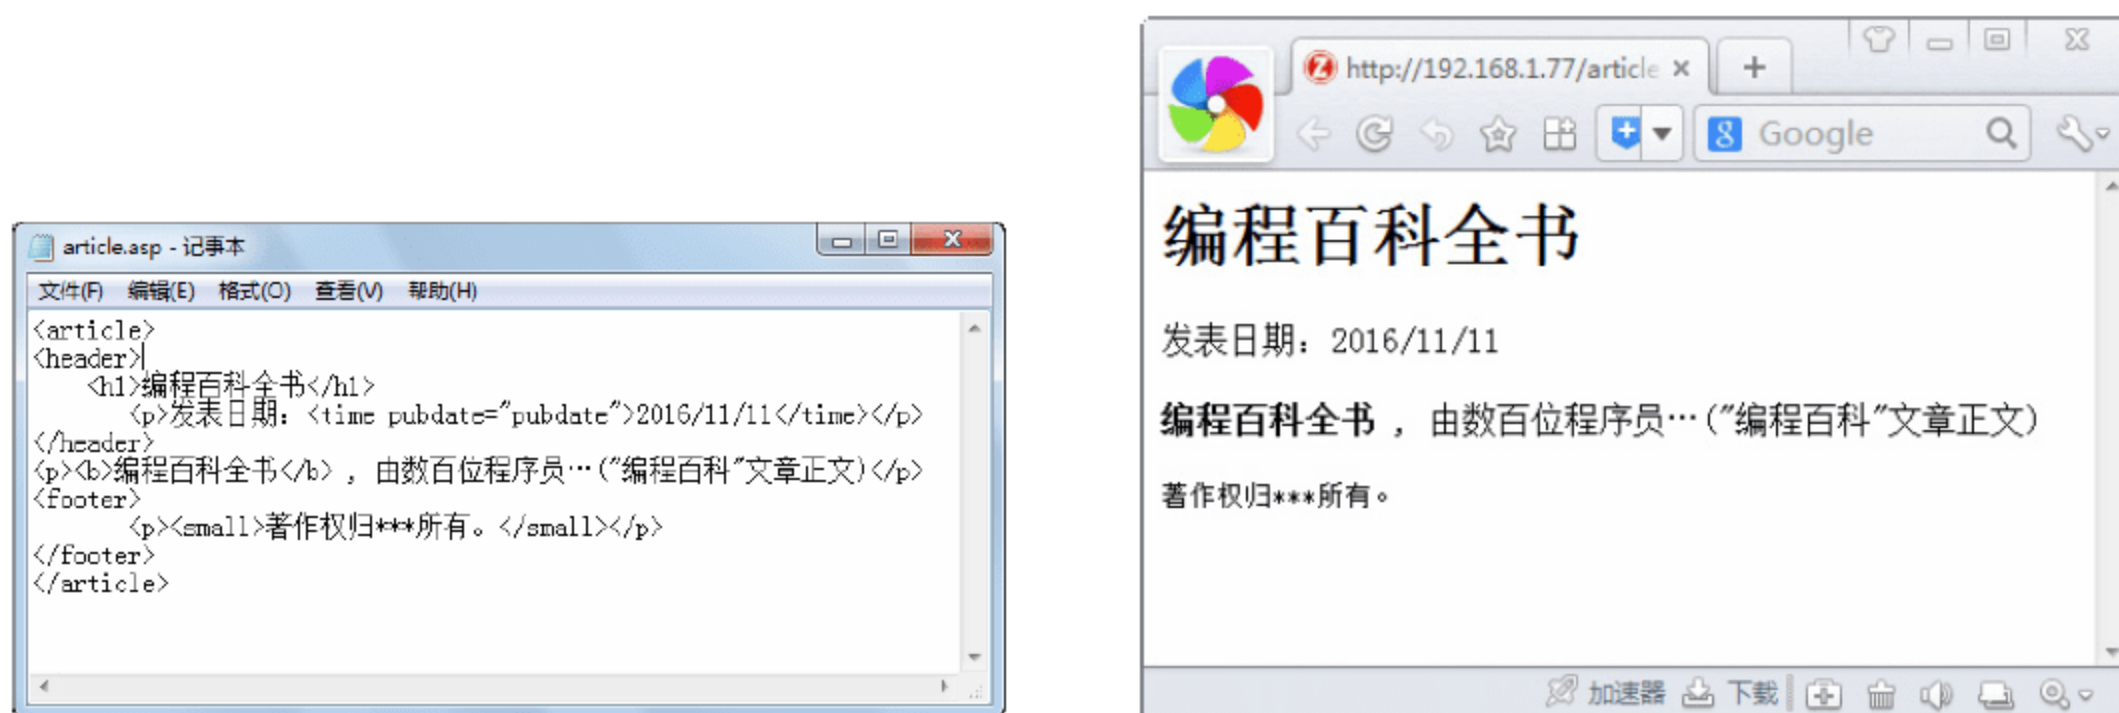 article.asp - 记事本
文件(F) 编辑(E) 格式(O) 查看(V) 帮助(H)
<article>
<header>
<h1>编程百科全书</h1>
<p>发表日期：<time pubdate="pubdate">2016/11/11</time></p>
</header>
<p><b>编程百科全书</b>，由数百位程序员…("编程百科"文章正文)</p>
<footer>
<p><small>著作权归***所有。</small></p>
</footer>
</article>
http://192.168.1.77/article
Google
编程百科全书
发表日期：2016/11/11
编程百科全书，由数百位程序员…("编程百科"文章正文)
著作权归***所有。
加速器 下载